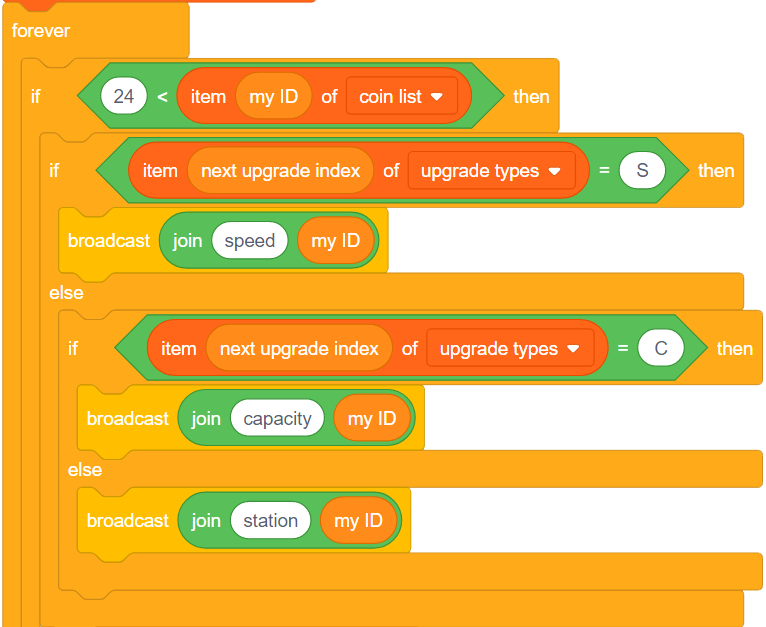 forever
if 24 < item my ID of coin list then
if item next upgrade index of upgrade types = S then
broadcast join speed my ID
else
if item next upgrade index of upgrade types = C then
broadcast join capacity my ID
else
broadcast join station my ID